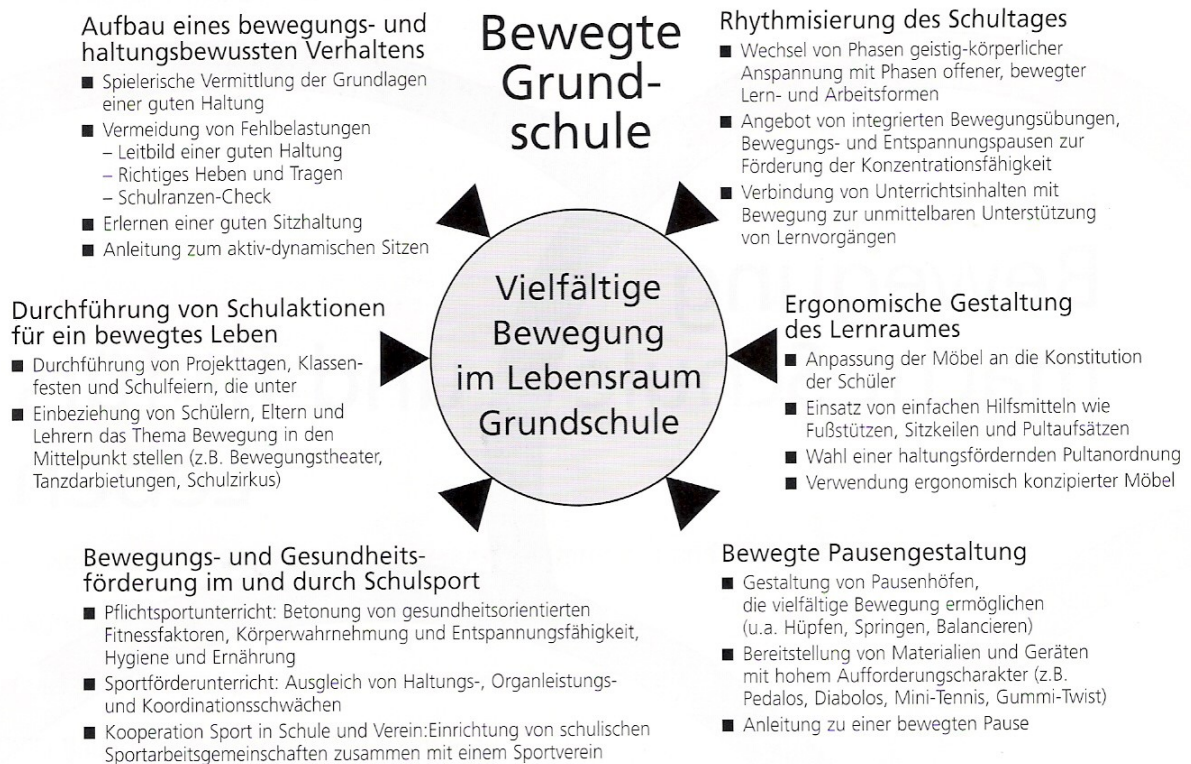 Bewegte
Grund-
schule
Aufbau eines bewegungs- und
haltungsbewussten Verhaltens
■ Spielerische Vermittlung der Grundlagen
einer guten Haltung
■ Vermeidung von Fehlbelastungen
– Leitbild einer guten Haltung
– Richtiges Heben und Tragen
– Schulranzen-Check
■ Erlernen einer guten Sitzhaltung
■ Anleitung zum aktiv-dynamischen Sitzen
Rhythmisierung des Schultages
■ Wechsel von Phasen geistig-körperlicher
Anspannung mit Phasen offener, bewegter
Lern- und Arbeitsformen
■ Angebot von integrierten Bewegungsübungen,
Bewegungs- und Entspannungspausen zur
Förderung der Konzentrationsfähigkeit
■ Verbindung von Unterrichtsinhalten mit
Bewegung zur unmittelbaren Unterstützung
von Lernvorgängen
Durchführung von Schulaktionen
für ein bewegtes Leben
■ Durchführung von Projekttagen, Klassen-
festen und Schulfeiern, die unter
■ Einbeziehung von Schülern, Eltern und
Lehrern das Thema Bewegung in den
Mittelpunkt stellen (z.B. Bewegungstheater,
Tanzdarbietungen, Schulzirkus)
Vielfältige
Bewegung
im Lebensraum
Grundschule
Ergonomische Gestaltung
des Lernraumes
■ Anpassung der Möbel an die Konstitution
der Schüler
■ Einsatz von einfachen Hilfsmitteln wie
Fußstützen, Sitzkeilen und Pultaufsätzen
■ Wahl einer haltungsfördernden Pultanordnung
■ Verwendung ergonomisch konzipierter Möbel
Bewegungs- und Gesundheits-
förderung im und durch Schulsport
■ Pflichtsportunterricht: Betonung von gesundheitsorientierten
Fitnessfaktoren, Körperwahrnehmung und Entspannungsfähigkeit,
Hygiene und Ernährung
■ Sportförderunterricht: Ausgleich von Haltungs-, Organleistungs-
und Koordinationsschwächen
■ Kooperation Sport in Schule und Verein:Einrichtung von schulischen
Sportarbeitsgemeinschaften zusammen mit einem Sportverein
Bewegte Pausengestaltung
■ Gestaltung von Pausenhöfen,
die vielfältige Bewegung ermöglichen
(u.a. Hüpfen, Springen, Balancieren)
■ Bereitstellung von Materialien und Geräten
mit hohem Aufforderungscharakter (z.B.
Pedalos, Diabolos, Mini-Tennis, Gummi-Twist)
■ Anleitung zu einer bewegten Pause